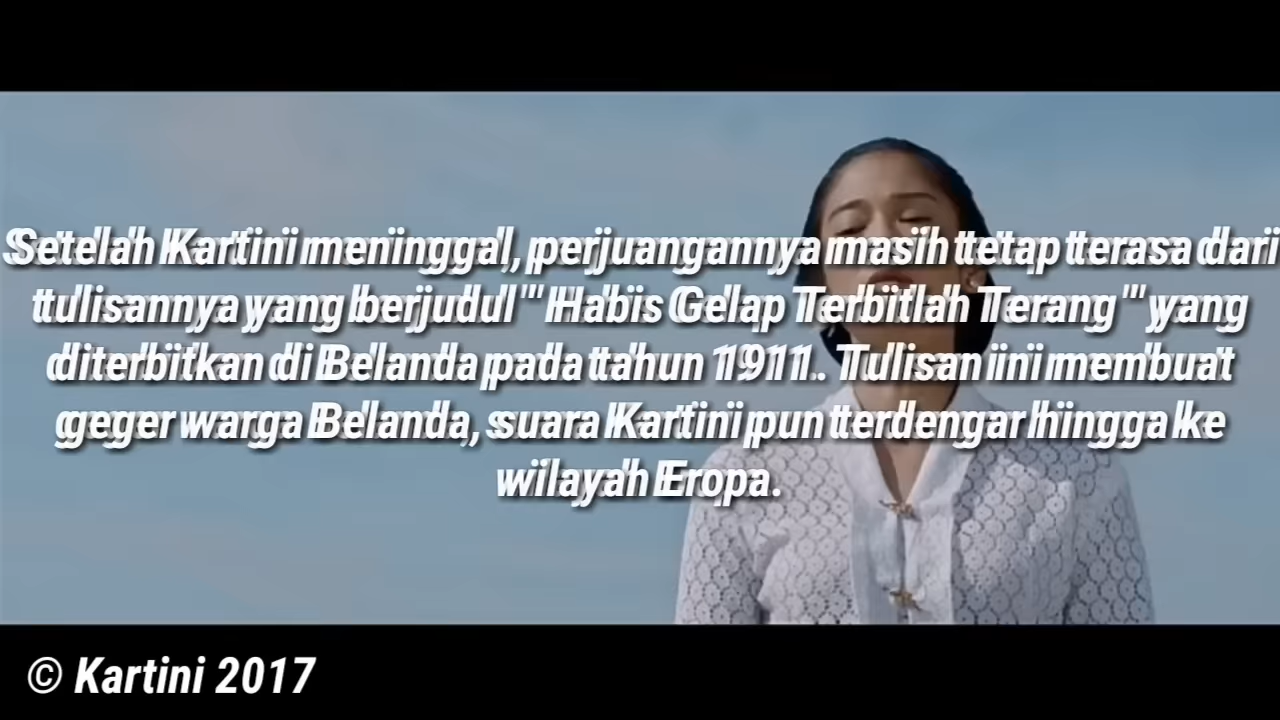 Setelah Kartini meninggal, perjuangannya masih tetap terasa dari
tulisannya yang berjudul " Habis Gelap Terbitlah Terang " yang
diterbitkan di Belanda pada tahun 1911. Tulisan ini membuat
geger warga Belanda, suara Kartini pun terdengar hingga ke
wilayah Eropa.
© Kartini 2017